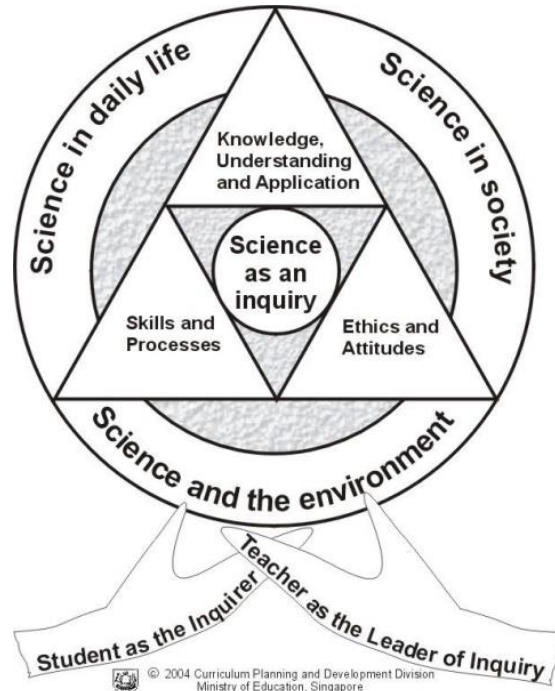 Science in daily life
Science in society
Knowledge,
Understanding
and Application
Science
as an
inquiry
Skills and
Processes
Ethics and
Attitudes
Science and the environment
Student as the Inquirer
Teacher as the Leader of Inquiry
© 2004 Curriculum Planning and Development Division
Ministry of Education, Singapore